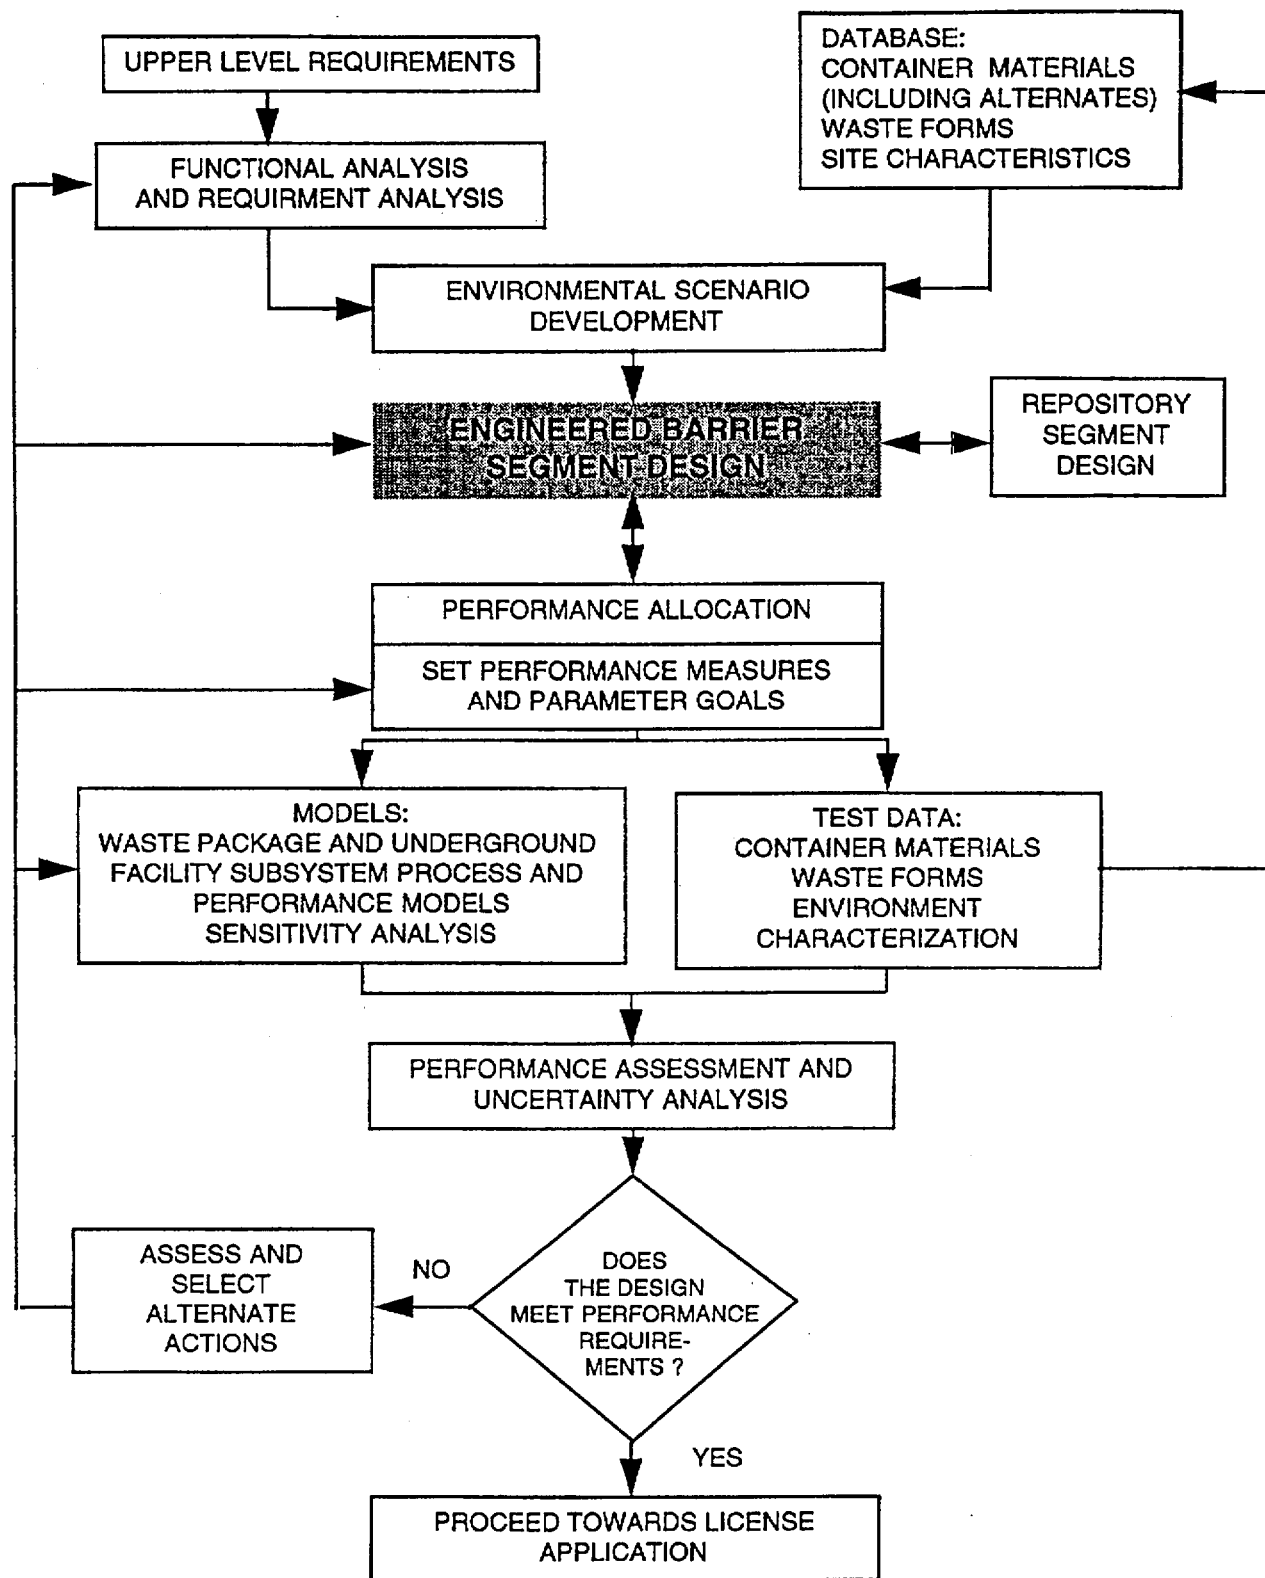 UPPER LEVEL REQUIREMENTS
DATABASE:
CONTAINER MATERIALS
(INCLUDING ALTERNATES)
WASTE FORMS
SITE CHARACTERISTICS
FUNCTIONAL ANALYSIS
AND REQUIRMENT ANALYSIS
ENVIRONMENTAL SCENARIO
DEVELOPMENT
ENGINEERED BARRIER
SEGMENT DESIGN
REPOSITORY
SEGMENT
DESIGN
PERFORMANCE ALLOCATION
SET PERFORMANCE MEASURES
AND PARAMETER GOALS
MODELS:
WASTE PACKAGE AND UNDERGROUND
FACILITY SUBSYSTEM PROCESS AND
PERFORMANCE MODELS
SENSITIVITY ANALYSIS
TEST DATA:
CONTAINER MATERIALS
WASTE FORMS
ENVIRONMENT
CHARACTERIZATION
PERFORMANCE ASSESSMENT AND
UNCERTAINTY ANALYSIS
ASSESS AND
SELECT
ALTERNATE
ACTIONS
NO
DOES
THE DESIGN
MEET PERFORMANCE
REQUIRE-
MENTS ?
YES
PROCEED TOWARDS LICENSE
APPLICATION